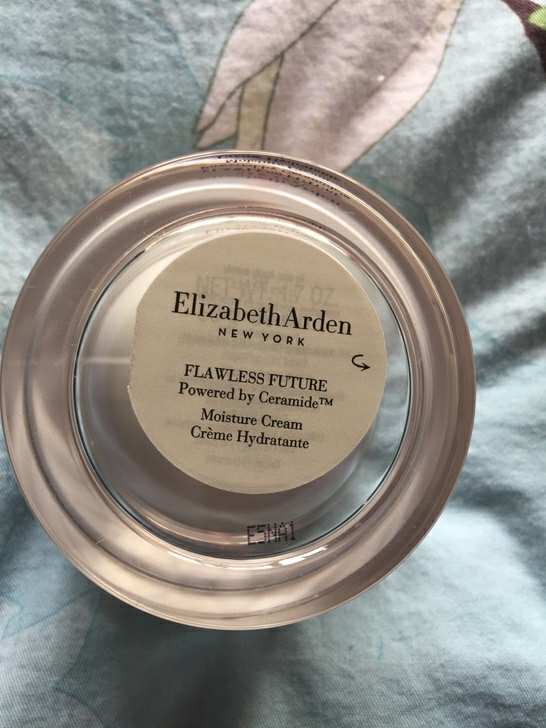 ElizabethArden
NEW YORK
FLAWLESS FUTURE
Powered by Ceramide™
Moisture Cream
Crème Hydratante
E5NA1